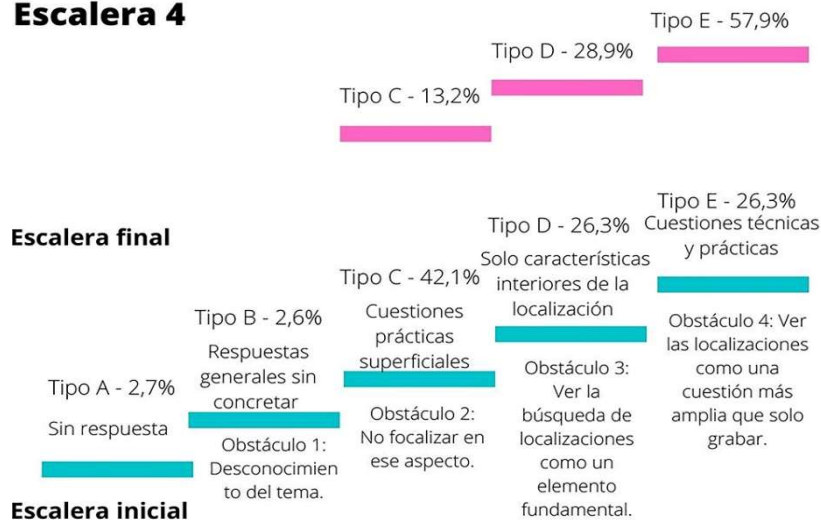 Escalera 4
Tipo E - 57,9%
Tipo D - 28,9%
Tipo C - 13,2%
Escalera final
Tipo E - 26,3%
Cuestiones técnicas
y prácticas
Tipo D - 26,3%
Solo características
interiores de la
localización
Tipo C - 42,1%
Cuestiones
prácticas
superficiales
Tipo B - 2,6%
Respuestas
generales sin
concretar
Tipo A - 2,7%
Sin respuesta
Obstáculo 1:
Desconocimien
to del tema.
Obstáculo 2:
No focalizar en
ese aspecto.
Obstáculo 3:
Ver la
búsqueda de
localizaciones
como un
elemento
fundamental.
Obstáculo 4: Ver
las localizaciones
como una
cuestión más
amplia que solo
grabar.
Escalera inicial